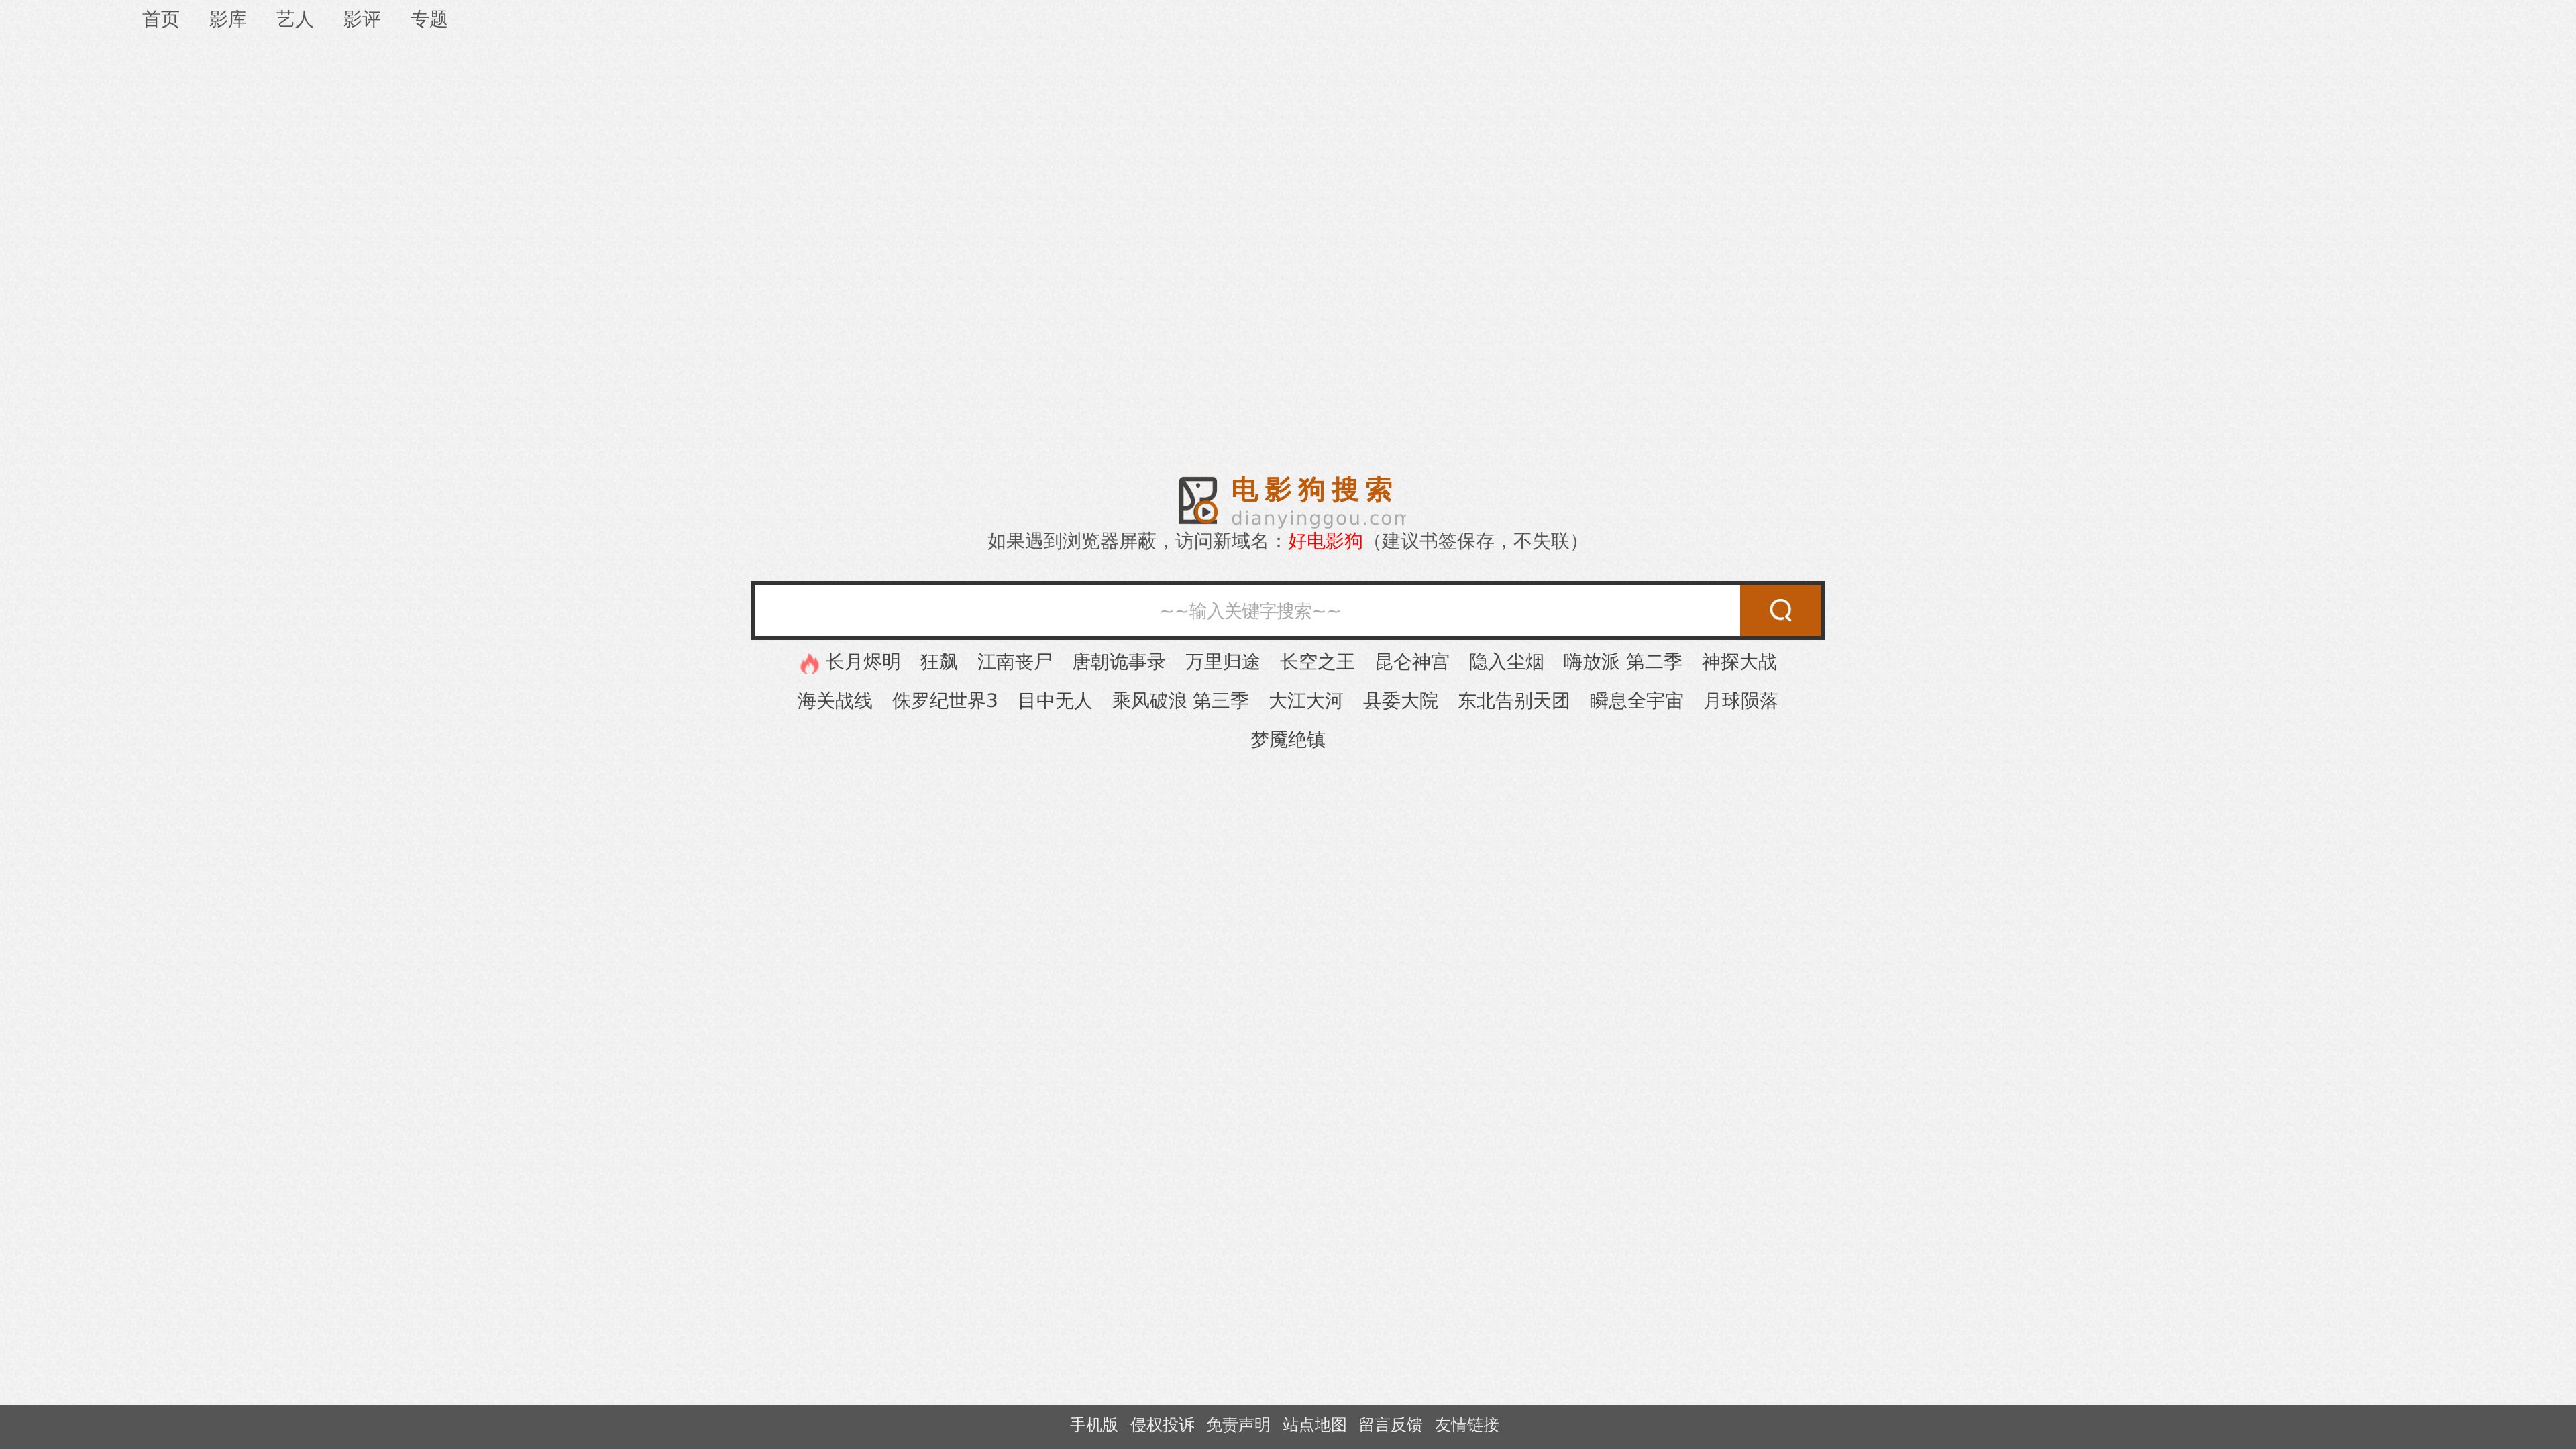 首页 影库 艺人 影评 专题
电影狗搜索
dianyinggou.com
如果遇到浏览器屏蔽，访问新域名：好电影狗（建议书签保存，不失联）
~~输入关键字搜索~~
长月烬明 狂飙 江南丧尸 唐朝诡事录 万里归途 长空之王 昆仑神宫 隐入尘烟 嗨放派 第二季 神探大战
海关战线 侏罗纪世界3 目中无人 乘风破浪 第三季 大江大河 县委大院 东北告别天团 瞬息全宇宙 月球陨落
梦魇绝镇
手机版 侵权投诉 免责声明 站点地图 留言反馈 友情链接